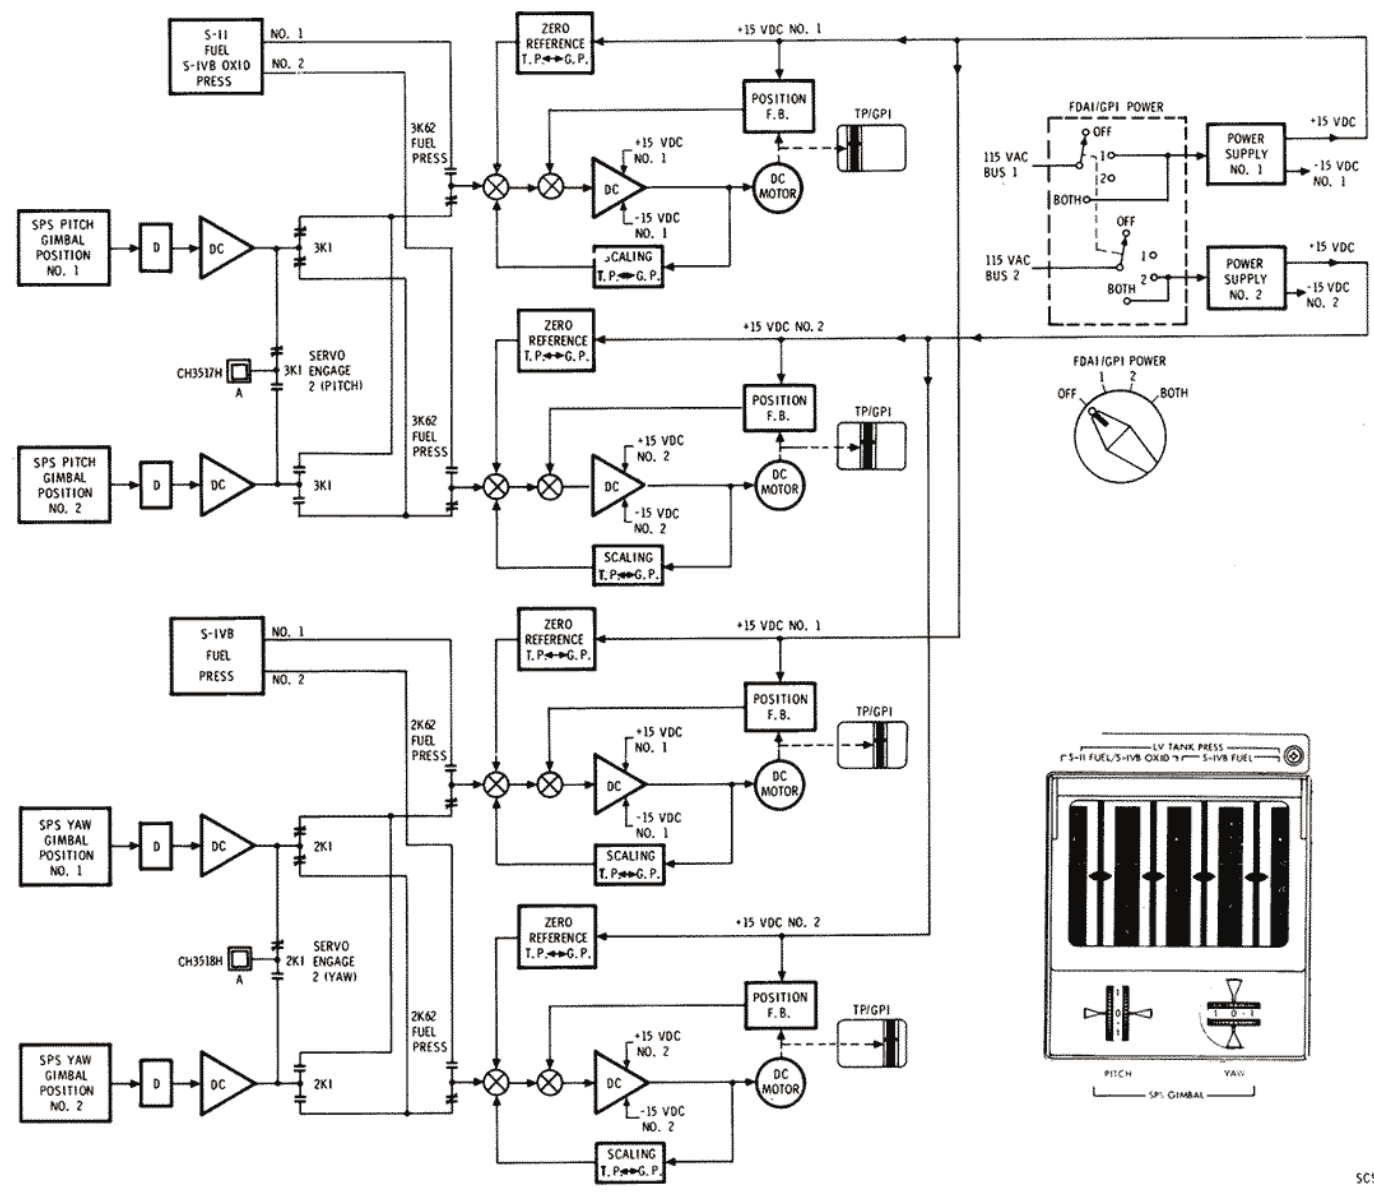 S-II
FUEL
S-IVB OXID
PRESS
NO. 1
NO. 2
3K62
FUEL
PRESS
ZERO
REFERENCE
T.P. G.P.
+15 VDC NO. 1
POSITION
F.B.
TP/GPI
+15 VDC
NO. 1
DC
-15 VDC
NO. 1
DC
MOTOR
SCALING
T.P. G.P.
SPS PITCH
GIMBAL
POSITION
NO. 1
D
DC
3K1
CH3517H
A
3K1
SERVO
ENGAGE
2 (PITCH)
SPS PITCH
GIMBAL
POSITION
NO. 2
D
DC
3K1
3K62
FUEL
PRESS
ZERO
REFERENCE
T.P. G.P.
+15 VDC NO. 2
POSITION
F.B.
TP/GPI
+15 VDC
NO. 2
DC
-15 VDC
NO. 2
DC
MOTOR
SCALING
T.P. G.P.
FDAI/GPI POWER
OFF
115 VAC
BUS 1
1
2
BOTH
OFF
115 VAC
BUS 2
1
2
BOTH
POWER
SUPPLY
NO. 1
+15 VDC
-15 VDC
NO. 1
POWER
SUPPLY
NO. 2
+15 VDC
-15 VDC
NO. 2
FDAI/GPI POWER
OFF
1
2
BOTH
S-IVB
FUEL
PRESS
NO. 1
NO. 2
2K62
FUEL
PRESS
ZERO
REFERENCE
T.P. G.P.
+15 VDC NO. 1
POSITION
F.B.
TP/GPI
+15 VDC
NO. 1
DC
-15 VDC
NO. 1
DC
MOTOR
SCALING
T.P. G.P.
SPS YAW
GIMBAL
POSITION
NO. 1
D
DC
2K1
CH3518H
A
2K1
SERVO
ENGAGE
2 (YAW)
SPS YAW
GIMBAL
POSITION
NO. 2
D
DC
2K1
2K62
FUEL
PRESS
ZERO
REFERENCE
T.P. G.P.
+15 VDC NO. 2
POSITION
F.B.
TP/GPI
+15 VDC
NO. 2
DC
-15 VDC
NO. 2
DC
MOTOR
SCALING
T.P. G.P.
LV TANK PRESS
S-II FUEL/S-IVB OXID
S-IVB FUEL
1
0
1
1 0 1
PITCH
YAW
SPS GIMBAL
SCS